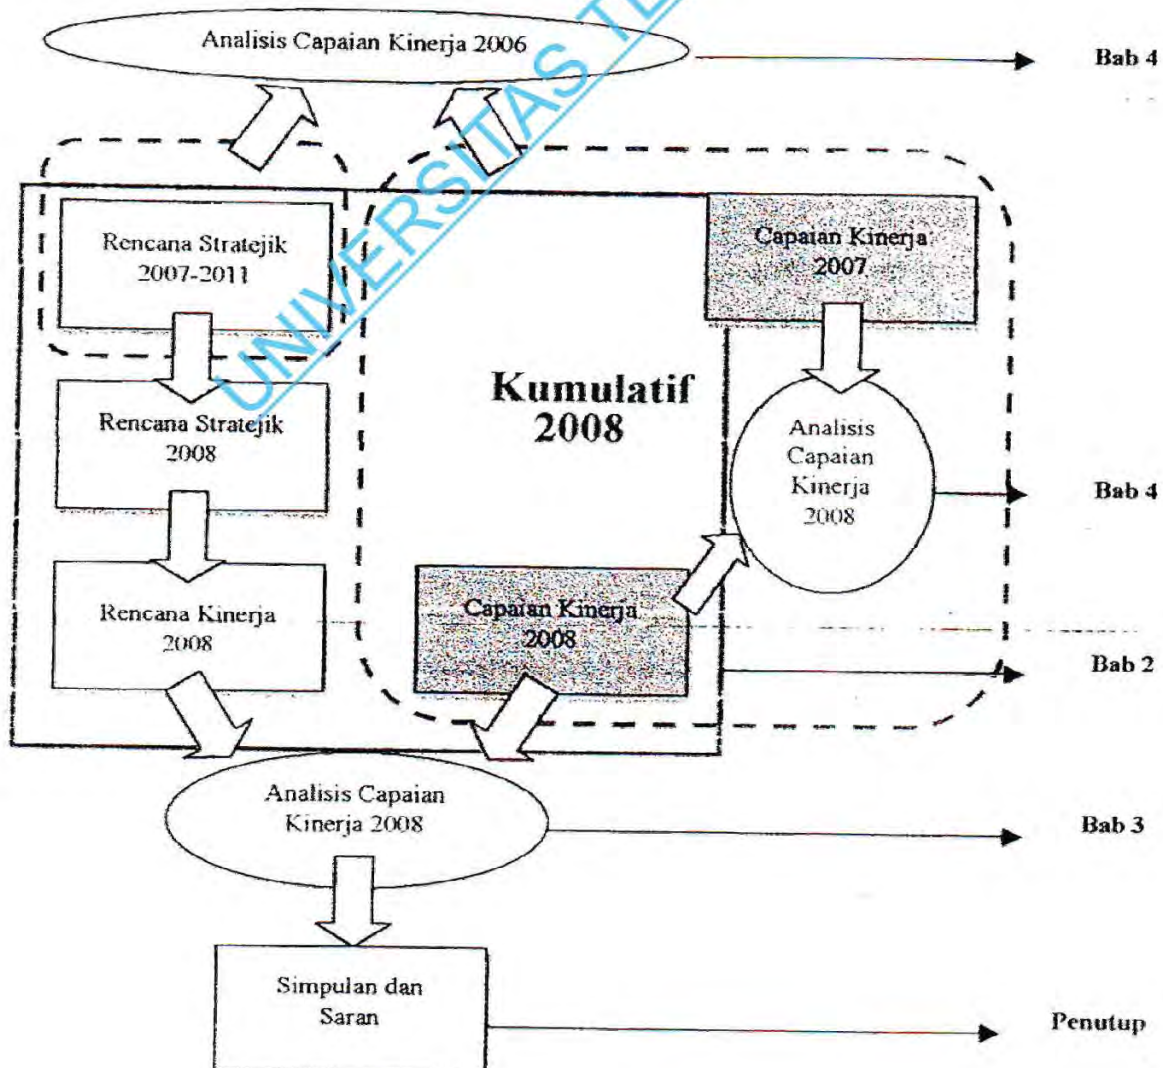 Analisis Capaian Kinerja 2006
Bab 4
UNIVERSITAS TE
Rencana Stratejik
2007-2011
Capaian Kinerja
2007
Kumulatif
2008
Rencana Stratejik
2008
Analisis
Capaian
Kinerja
2008
Bab 4
Rencana Kinerja
2008
Capaian Kinerja
2008
Bab 2
Analisis Capaian
Kinerja 2008
Bab 3
Simpulan dan
Saran
Penutup